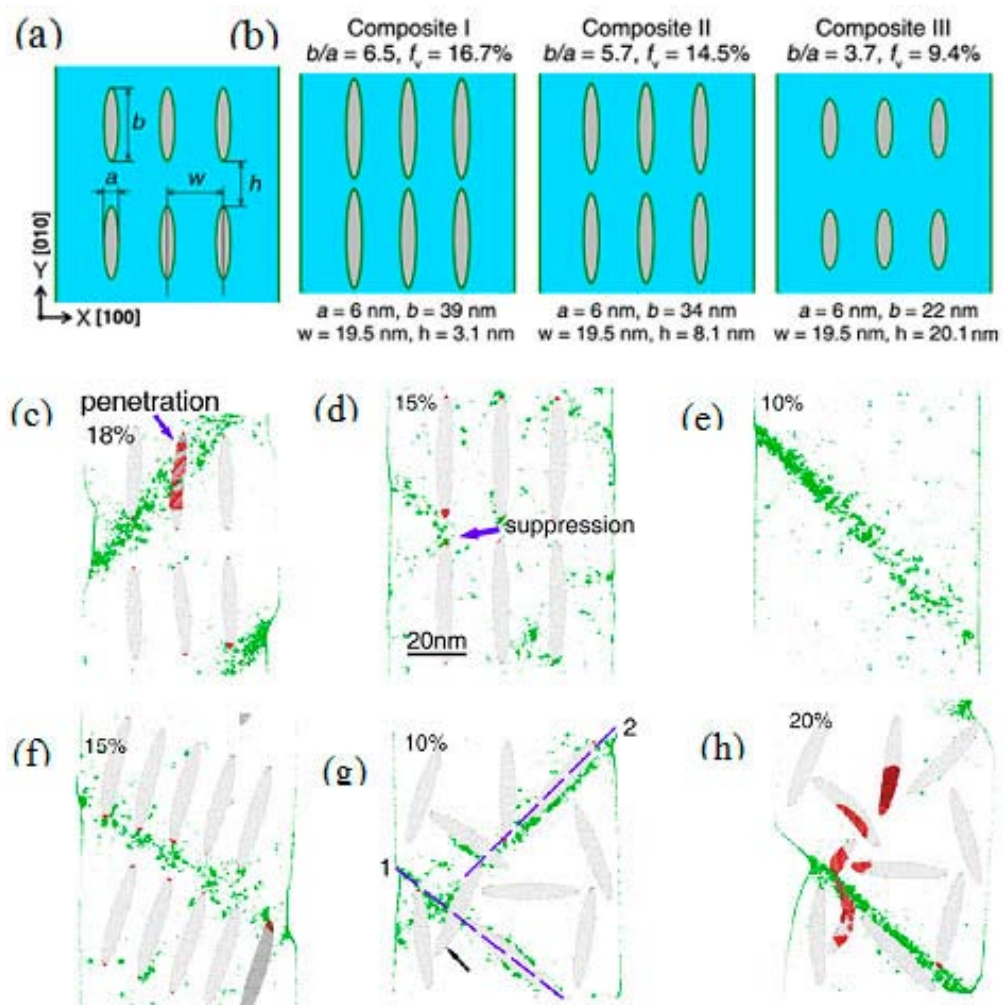 (a)
(b)
Composite I
b/a = 6.5, fv = 16.7%
Composite II
b/a = 5.7, fv = 14.5%
Composite III
b/a = 3.7, fv = 9.4%
b
a
w
h
Y [010]
X [100]
a = 6 nm, b = 39 nm
w = 19.5 nm, h = 3.1 nm
a = 6 nm, b = 34 nm
w = 19.5 nm, h = 8.1 nm
a = 6 nm, b = 22 nm
w = 19.5 nm, h = 20.1 nm
(c)
penetration
18%
(d)
15%
suppression
20nm
(e)
10%
(f)
15%
(g)
10%
1
2
(h)
20%